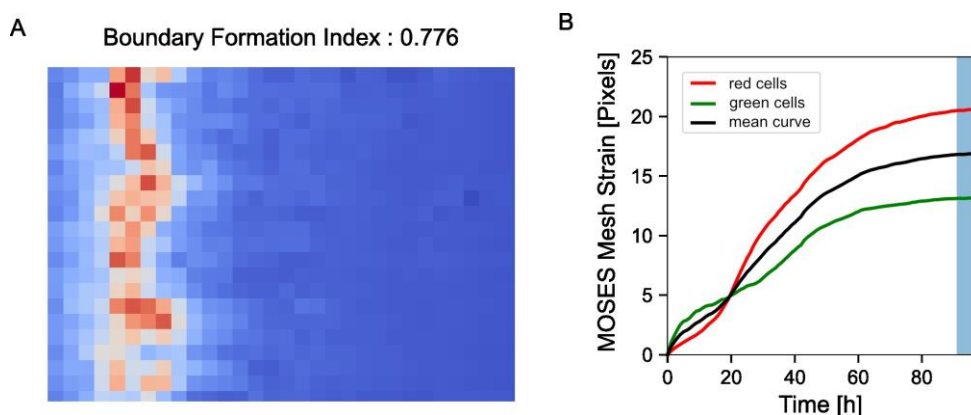 A
Boundary Formation Index : 0.776
B
MOSES Mesh Strain [Pixels]
25
20
15
10
5
0
red cells
green cells
mean curve
0 20 40 60 80
Time [h]